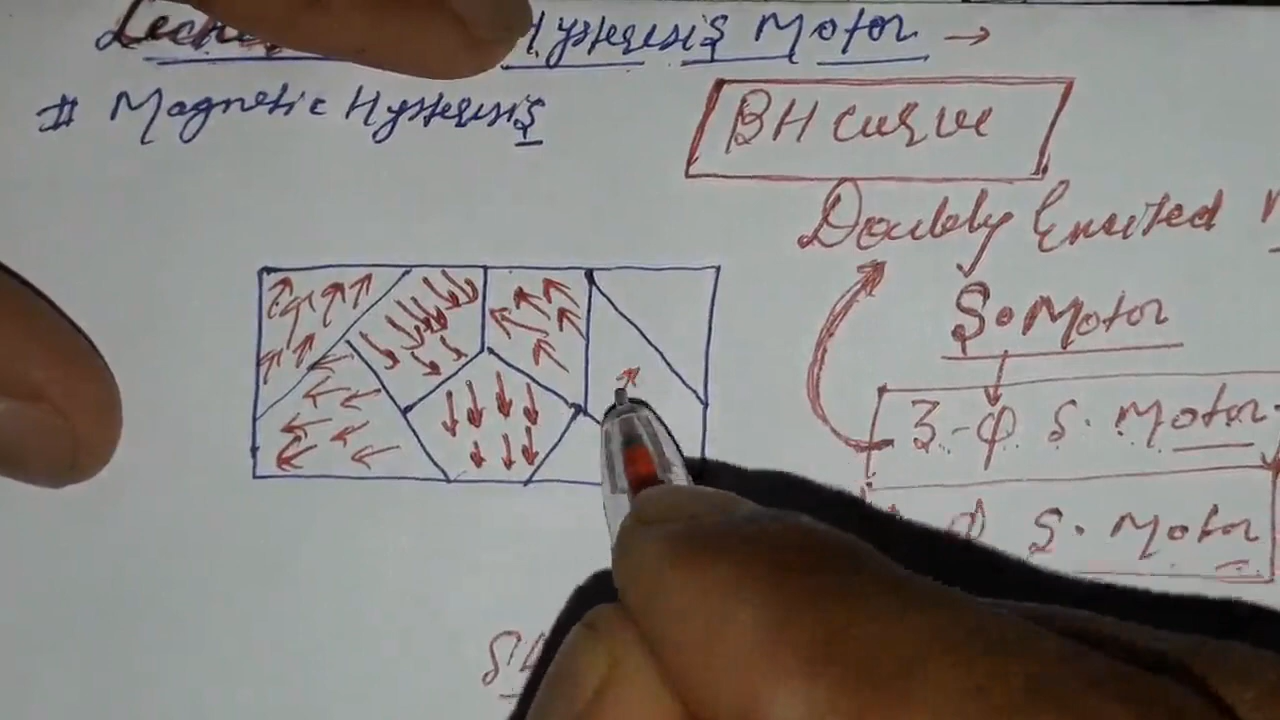 Hysteresis Motor →
# Magnetic Hysteresis
BH Curve
Doubly Excited
S. Motor
3-φ S. Motor
φ S. Motor